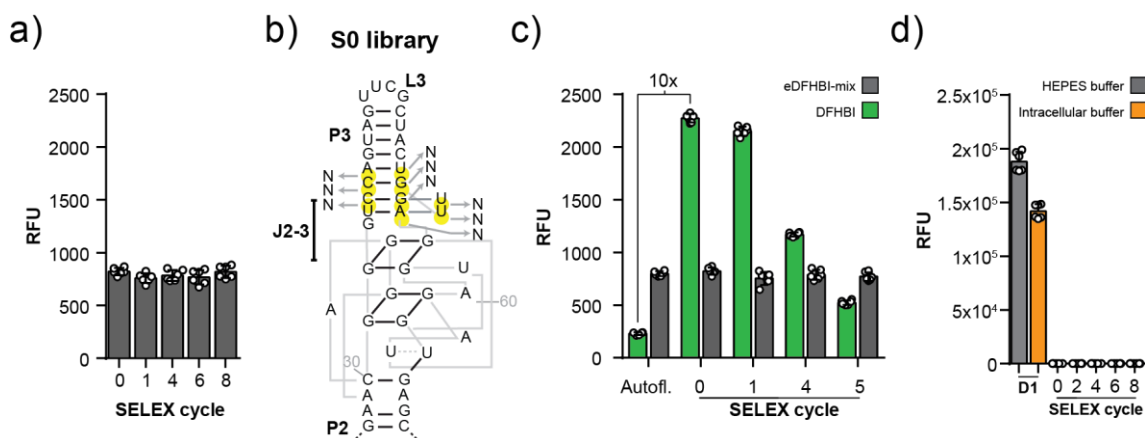 a)
2500
2000
1500
1000
500
0
RFU
0 1 4 6 8
SELEX cycle
b)
S0 library
U C
U G
L3
P3
G C
U U
A A
G C
U U
A G
C G
C G
U A
G
N
N
N
N
N
N
U
U
N
N
N
J2-3
G G
G G
U
A
60
A
G G
G G
A
U U
30
C G
A A
A G
G C
P2
c)
10x
eDFHBI-mix
DFHBI
2500
2000
1500
1000
500
0
RFU
Autofl. 0 1 4 5
SELEX cycle
d)
HEPES buffer
Intracellular buffer
2.5x10⁵
2x10⁵
1.5x10⁵
1x10⁵
5x10⁴
0
RFU
D1 0 2 4 6 8
SELEX cycle